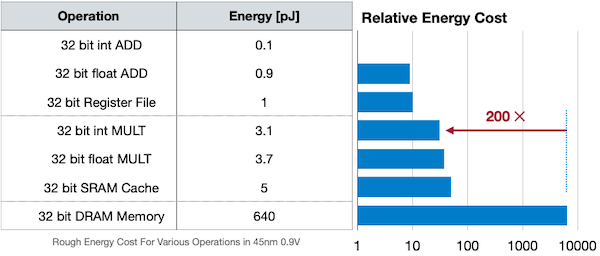 Operation Energy [pJ] Relative Energy Cost
32 bit int ADD 0.1
32 bit float ADD 0.9
32 bit Register File 1
200 ×
32 bit int MULT 3.1
32 bit float MULT 3.7
32 bit SRAM Cache 5
32 bit DRAM Memory 640
1 10 100 1000 10000
Rough Energy Cost For Various Operations in 45nm 0.9V